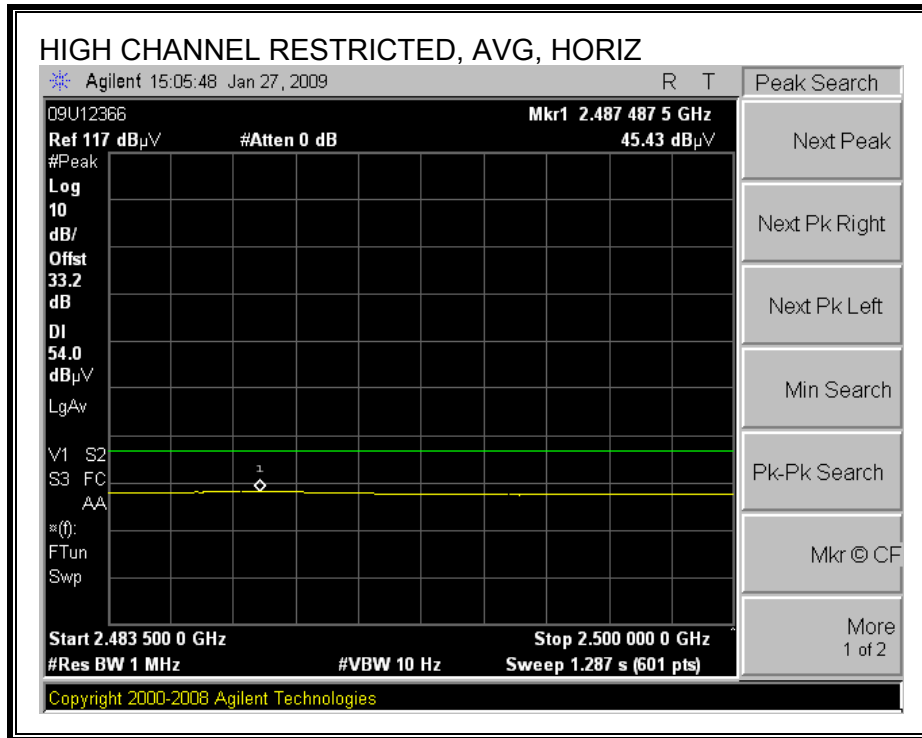 HIGH CHANNEL RESTRICTED, AVG, HORIZ
Agilent 15:05:48 Jan 27, 2009 R T
Peak Search
09U12366 Mkr1 2.487 487 5 GHz
Ref 117 dBµV #Atten 0 dB 45.43 dBµV
#Peak
Log
10
dB/
Offst
33.2
dB
DI
54.0
dBµV
LgAv
V1 S2
S3 FC
AA
¤(f):
FTun
Swp
1
Start 2.483 500 0 GHz Stop 2.500 000 0 GHz ^
#Res BW 1 MHz #VBW 10 Hz Sweep 1.287 s (601 pts)
Copyright 2000-2008 Agilent Technologies
Next Peak
Next Pk Right
Next Pk Left
Min Search
Pk-Pk Search
Mkr © CF
More
1 of 2